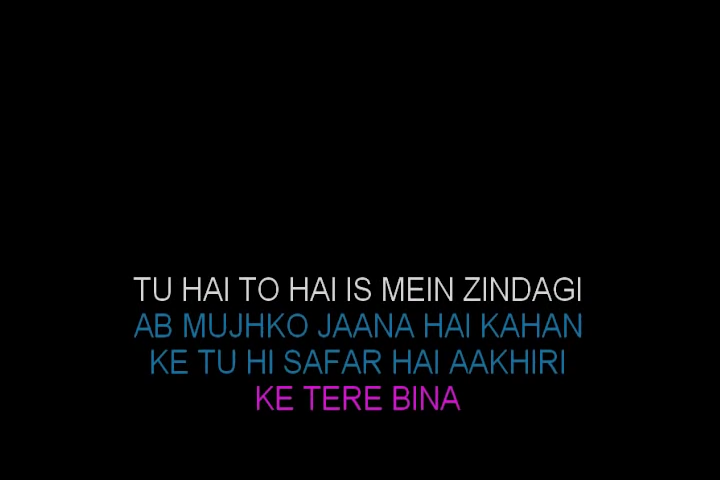 TU HAI TO HAI IS MEIN ZINDAGI
AB MUJHKO JAANA HAI KAHAN
KE TU HI SAFAR HAI AAKHIRI
KE TERE BINA